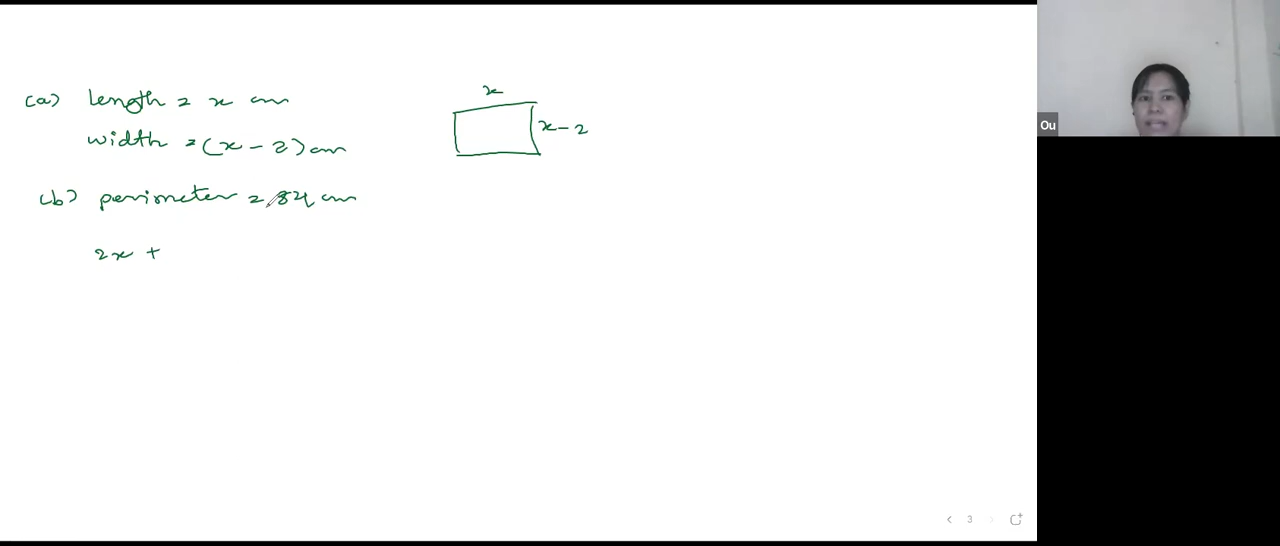 (a) length = x cm
width = (x - 2) cm
x
x - 2
(b) perimeter = 84 cm
2x +
Ou
3